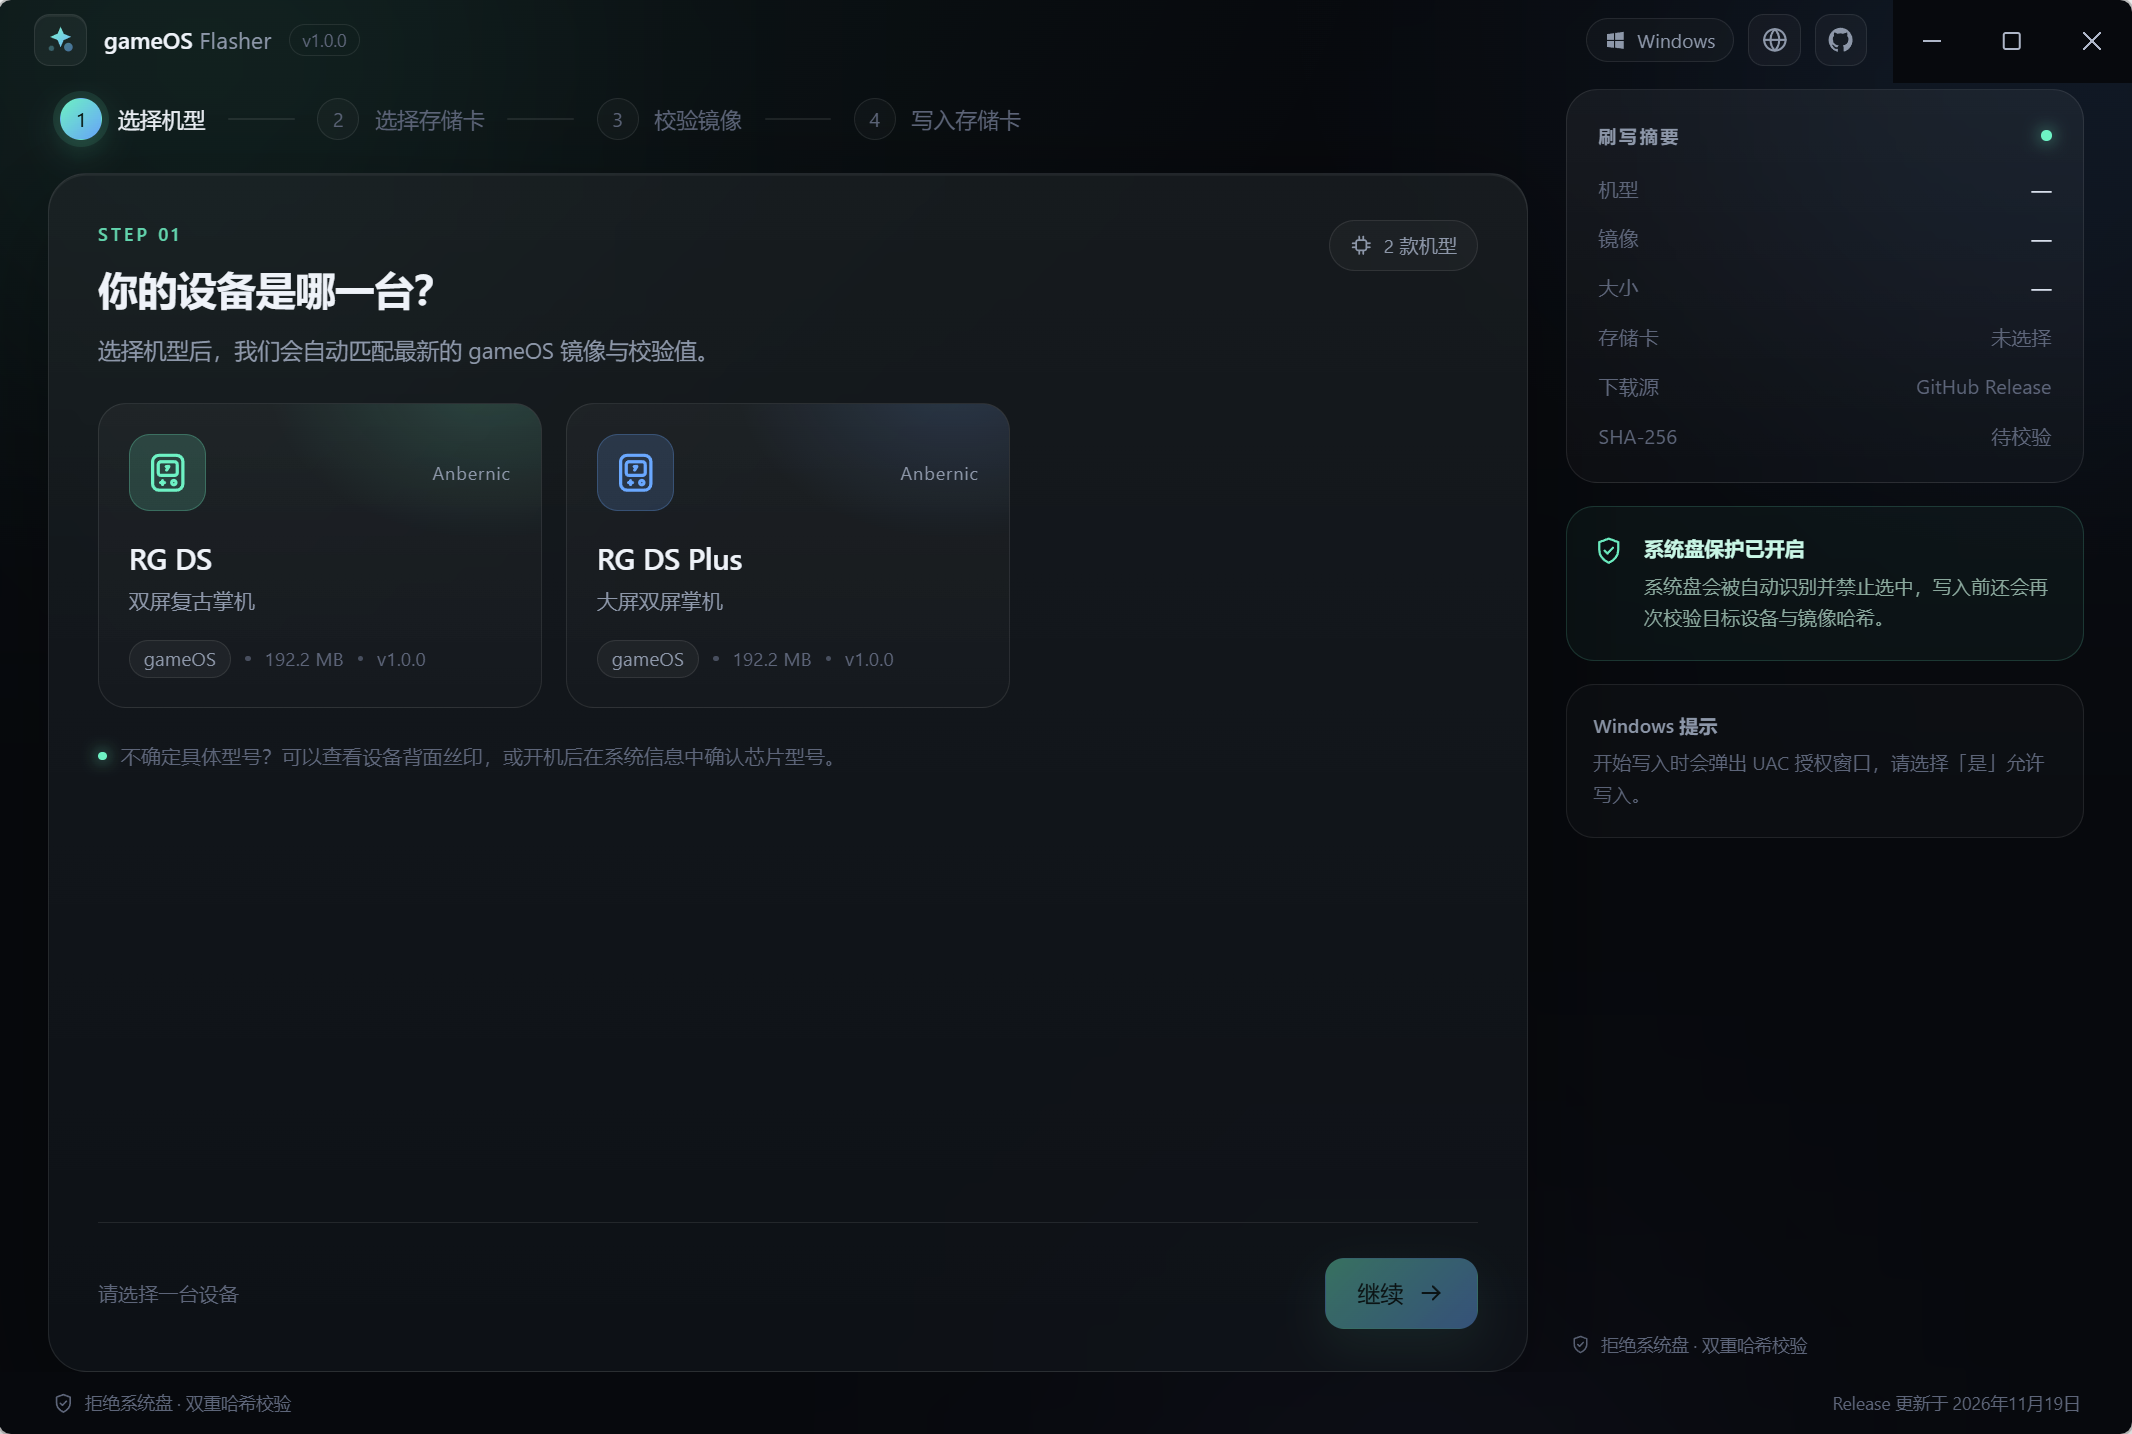 gameOS Flasher v1.0.0
Windows
1 选择机型
2 选择存储卡
3 校验镜像
4 写入存储卡
STEP 01
你的设备是哪一台?
选择机型后，我们会自动匹配最新的 gameOS 镜像与校验值。
2 款机型
Anbernic
RG DS
双屏复古掌机
gameOS • 192.2 MB • v1.0.0
Anbernic
RG DS Plus
大屏双屏掌机
gameOS • 192.2 MB • v1.0.0
不确定具体型号？可以查看设备背面丝印，或开机后在系统信息中确认芯片型号。
请选择一台设备
继续 →
刷写摘要
机型 —
镜像 —
大小 —
存储卡 未选择
下载源 GitHub Release
SHA-256 待校验
系统盘保护已开启
系统盘会被自动识别并禁止选中，写入前还会再
次校验目标设备与镜像哈希。
Windows 提示
开始写入时会弹出 UAC 授权窗口，请选择「是」允许
写入。
拒绝系统盘 · 双重哈希校验
拒绝系统盘 · 双重哈希校验
Release 更新于 2026年11月19日